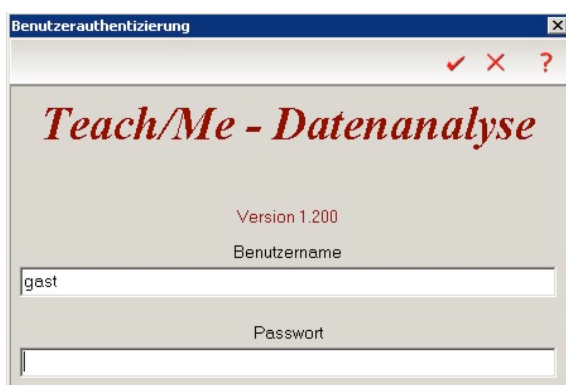 Benutzerauthentizierung
?
Teach/Me - Datenanalyse
Version 1.200
Benutzername
gast
Passwort